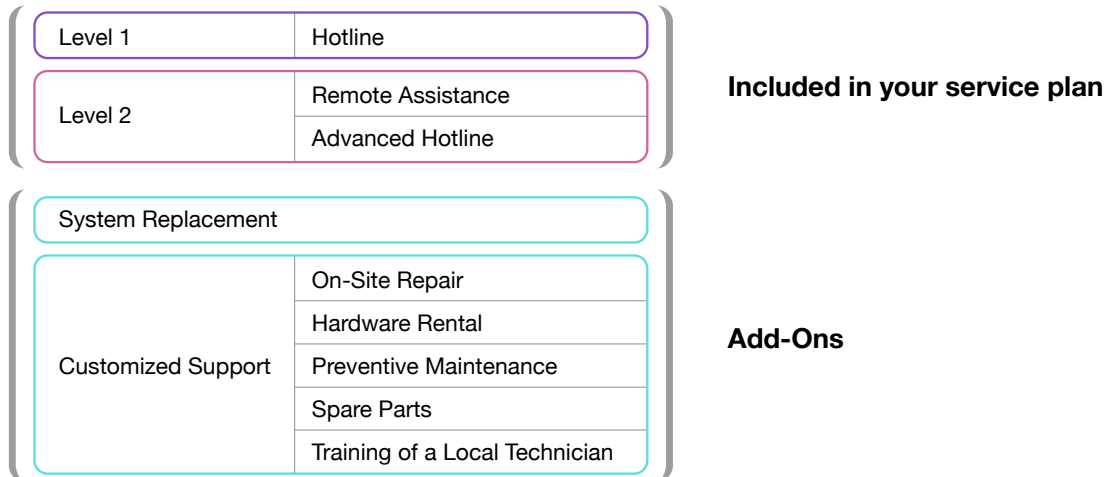 Level 1
Hotline
Level 2
Remote Assistance
Advanced Hotline
Included in your service plan
System Replacement
Customized Support
On-Site Repair
Hardware Rental
Preventive Maintenance
Spare Parts
Training of a Local Technician
Add-Ons